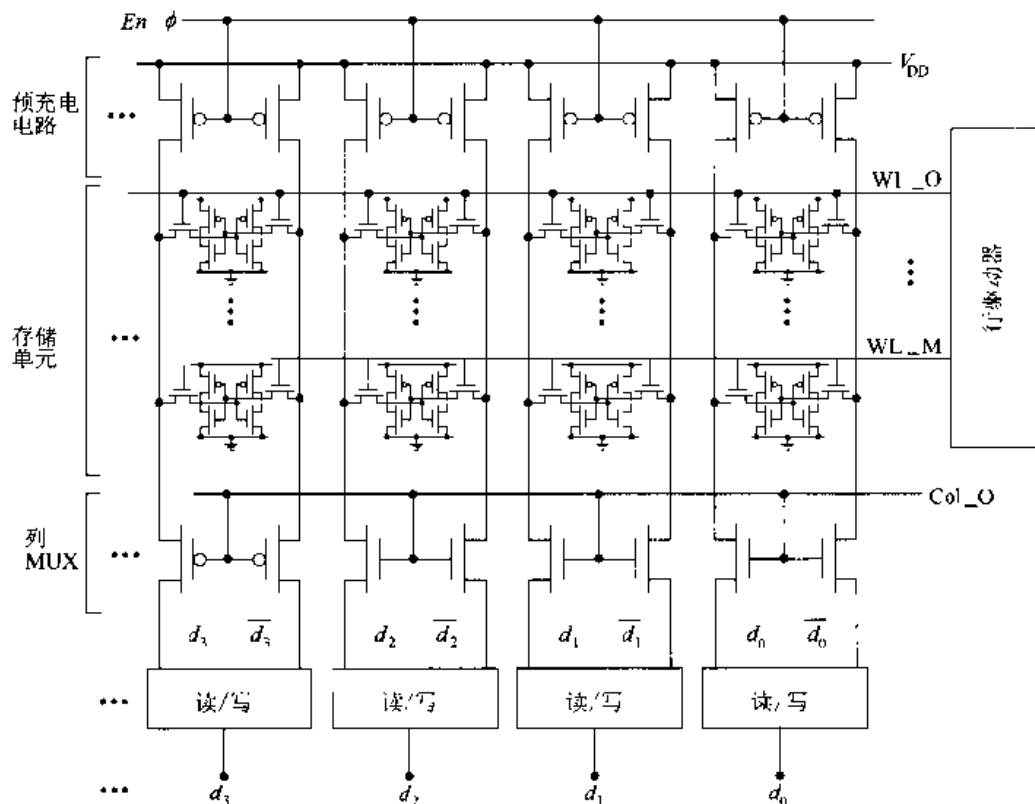 En ϕ
V_DD
预充电
电路
•••
WL_O
•••
行驱动器
存储
单元
•••
WL_M
Col_O
列
MUX
•••
d₃ d̅₃ d₂ d̅₂ d₁ d̅₁ d₀ d̅₀
••• 读/写 读/写 读/写 读/写
••• d₃ d₂ d₁ d₀